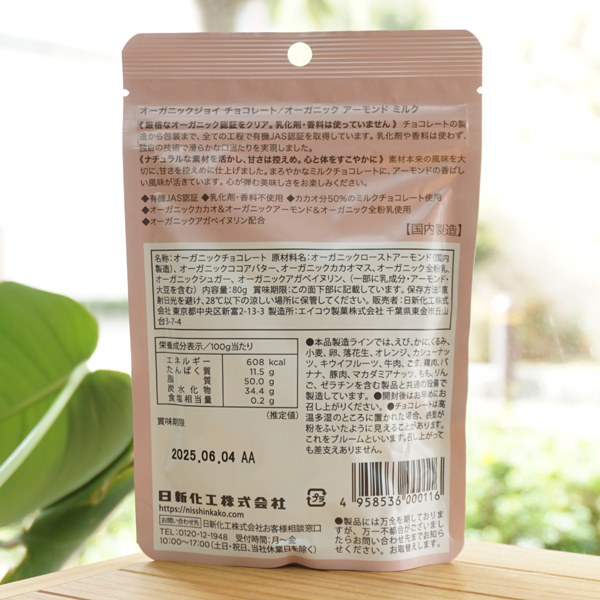 オーガニックジョイ チョコレート/オーガニック アーモンド ミルク
《厳格なオーガニック認証をクリア。乳化剤・香料は使っていません》チョコレートの製
造から包装まで、全ての工程で有機JAS認証を取得しています。乳化剤や香料は使わず、
独自の技術で滑らかな口当たりを実現しました。
《ナチュラルな素材を活かし、甘さは控えめ。心と体をすこやかに》素材本来の風味を大
切に、甘さを控えめに仕上げました。まろやかなミルクチョコレートに、アーモンドの香ばし
い風味が活きています。心が弾む美味しさをお楽しみください。
◆有機JAS認証 ◆乳化剤・香料不使用 ◆カカオ分50%のミルクチョコレート使用
◆オーガニックカカオ&オーガニックアーモンド&オーガニック全粉乳使用
◆オーガニックアガベイヌリン配合
【国内製造】
名称:オーガニックチョコレート 原材料名:オーガニックローストアーモンド(国内
製造)、オーガニックココアバター、オーガニックカカオマス、オーガニック全粉乳、
オーガニックシュガー、オーガニックアガベイヌリン、(一部に乳成分・アーモンド・
大豆を含む) 内容量:80g 賞味期限:この面下部に記載しています。保存方法:直
射日光を避け、28℃以下の涼しい場所に保管してください。 販売者:日新化工株式
会社 東京都中央区新富2-13-3 製造所:エイコウ製菓株式会社 千葉県東金市丘山
台3-7-4
栄養成分表示/100g当たり
エネルギー 608 kcal
たんぱく質 11.5 g
脂質 50.0 g
炭水化物 34.4 g
食塩相当量 0.2 g
(推定値)
賞味期限
2025.06.04 AA
●本品製造ラインでは、えび、かに、くるみ、
小麦、卵、落花生、オレンジ、カシューナッ
ツ、キウイフルーツ、牛肉、ごま、鶏肉、バ
ナナ、豚肉、マカダミアナッツ、もも、りん
ご、ゼラチンを含む製品と共通の設備で
製造しています。●開封後はお早めにお
召し上がりください。●チョコレートは高
温多湿のところに置かれた場合、表面が
粉をふいたように見えることがあります。
これをブルームといいます。召し上がって
も差支えありません。
日新化工株式会社
https://nisshinkako.com
お問い合わせ先 日新化工株式会社お客様相談窓口
TEL:0120-12-1948 受付時間:月〜金
10:00〜17:00(土・日・祝日、当社休業日を除く)
プラ
4 958536 000116
●製品には万全を期しております
が、万一不都合がございまし
たらお問い合わせまでお知ら
せください。お取替えします。